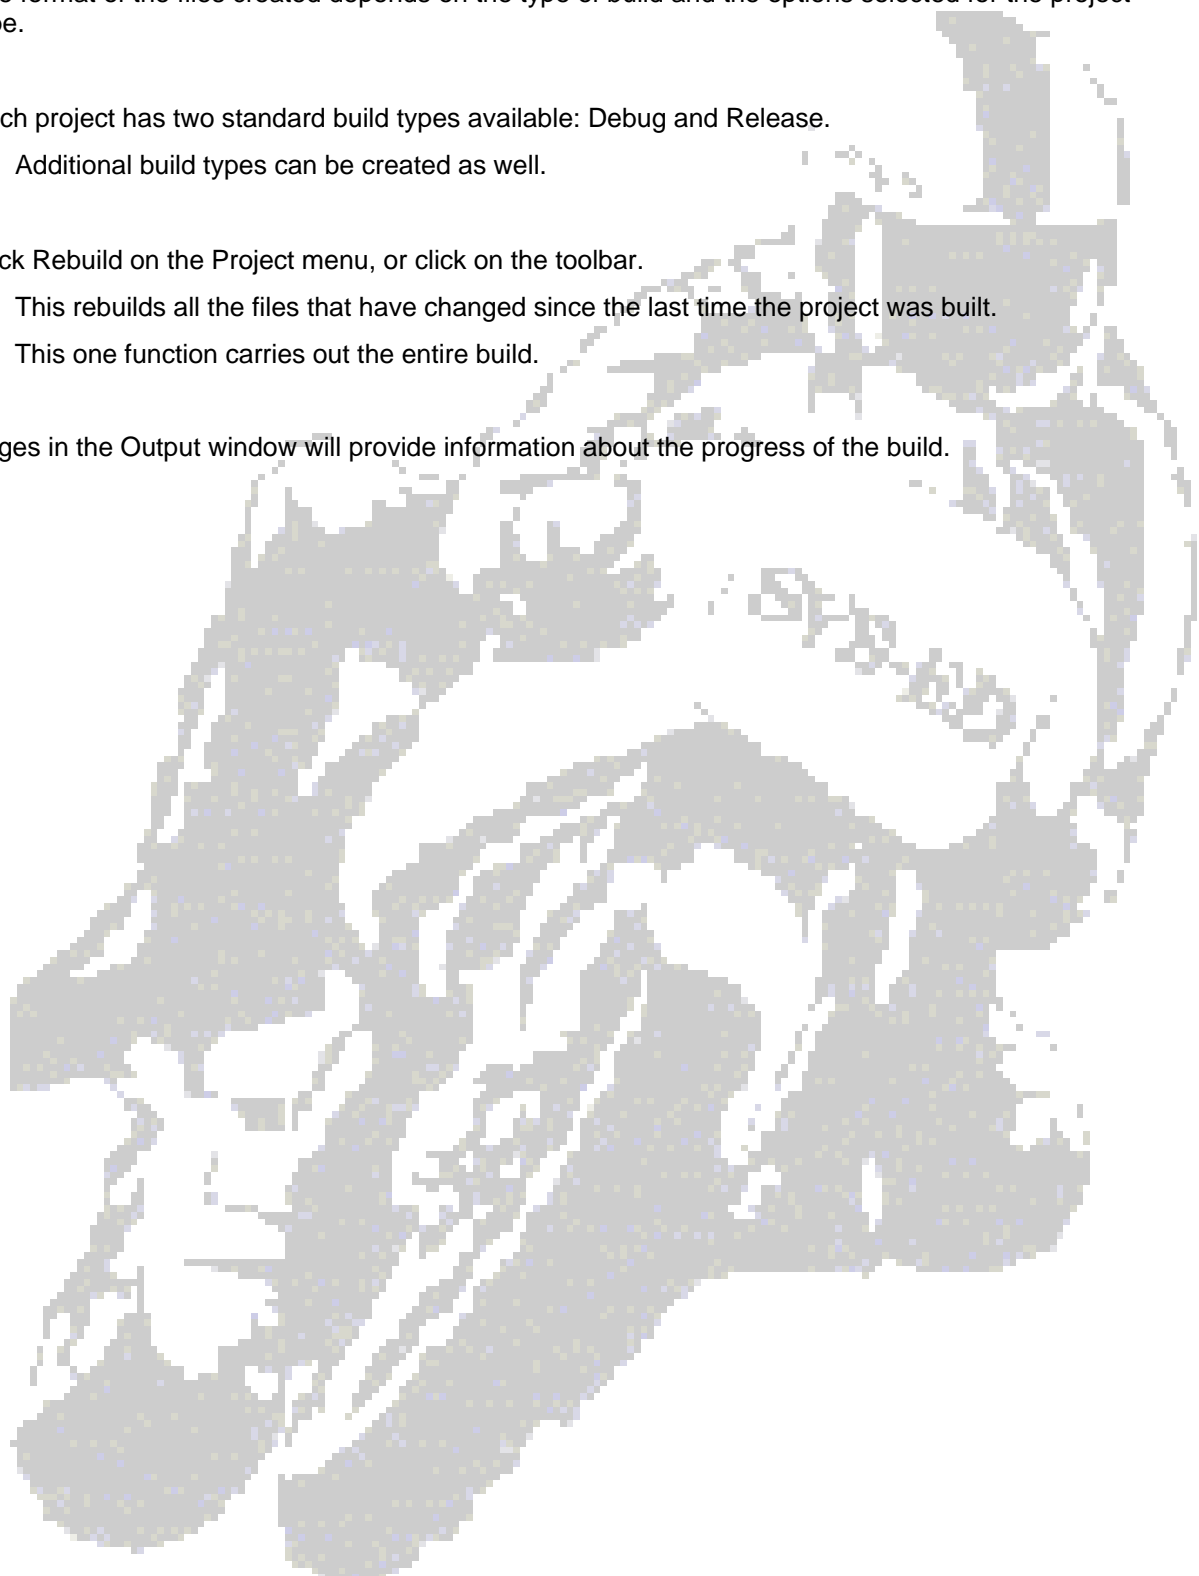 format of the files created depends on the type of build and the options selected for the project
ch project has two standard build types available: Debug and Release.
Additional build types can be created as well.
ck Rebuild on the Project menu, or click on the toolbar.
This rebuilds all the files that have changed since the last time the project was built.
This one function carries out the entire build.
ges in the Output window will provide information about the progress of the build.
SYS-ED